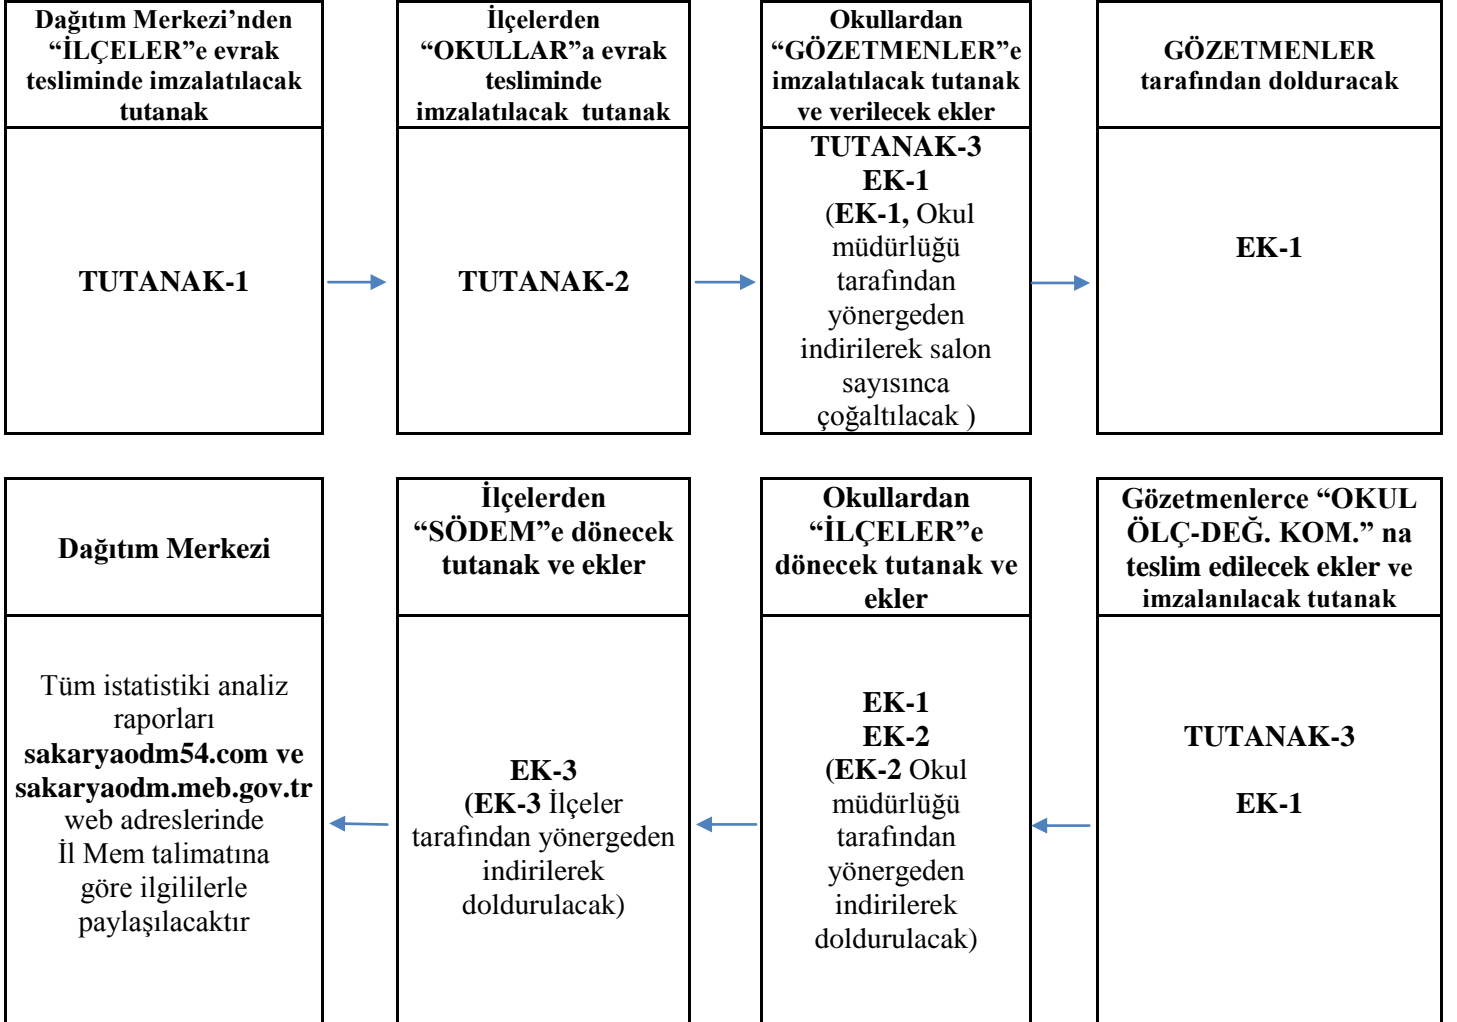 Dağıtım Merkezi’nden
“İLÇELER”e evrak
tesliminde imzalatılacak
tutanak
İlçelerden
“OKULLAR”a evrak
tesliminde
imzalatılacak tutanak
Okullardan
“GÖZETMENLER”e
imzalatılacak tutanak
ve verilecek ekler
GÖZETMENLER
tarafından dolduracak
TUTANAK-1
TUTANAK-2
TUTANAK-3
EK-1
(EK-1, Okul
müdürlüğü
tarafından
yönergeden
indirilerek salon
sayısınca
çoğaltılacak )
EK-1
Dağıtım Merkezi
İlçelerden
“SÖDEM”e dönecek
tutanak ve ekler
Okullardan
“İLÇELER”e
dönecek tutanak ve
ekler
Gözetmenlerce “OKUL
ÖLÇ-DEĞ. KOM.” na
teslim edilecek ekler ve
imzalanılacak tutanak
Tüm istatistiki analiz
raporları
sakaryaodm54.com ve
sakaryaodm.meb.gov.tr
web adreslerinde
İl Mem talimatına
göre ilgililerle
paylaşılacaktır
EK-3
(EK-3 İlçeler
tarafından yönergeden
indirilerek
doldurulacak)
EK-1
EK-2
(EK-2 Okul
müdürlüğü
tarafından
yönergeden
indirilerek
doldurulacak)
TUTANAK-3
EK-1